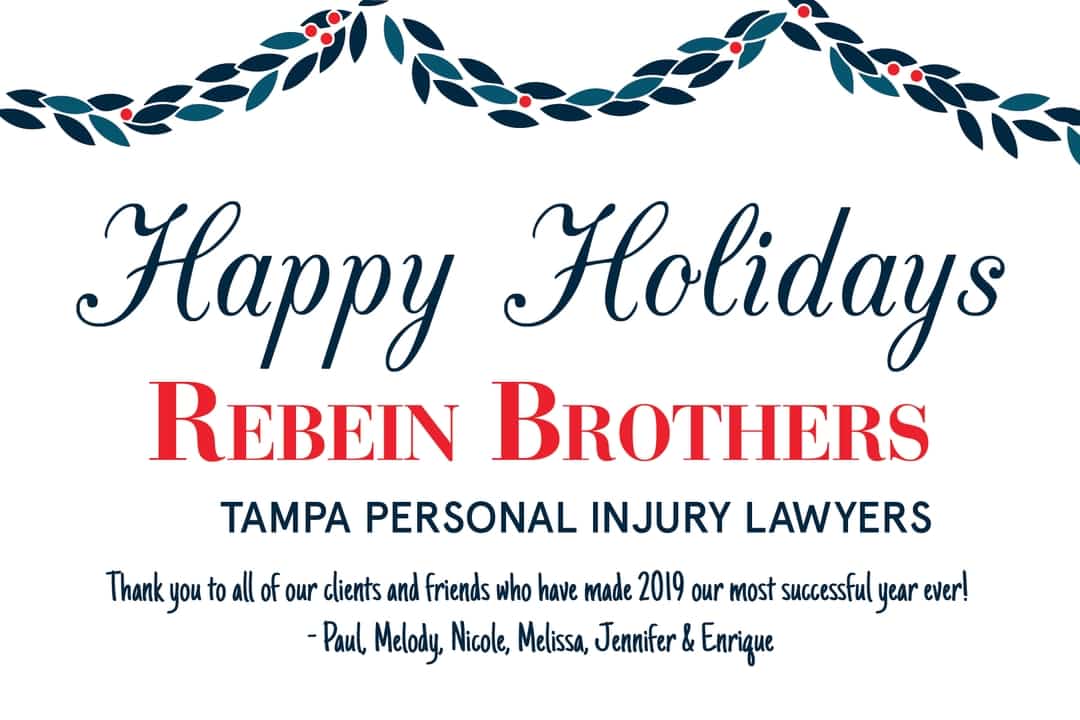 Happy Holidays
REBEIN BROTHERS
TAMPA PERSONAL INJURY LAWYERS
Thank you to all of our clients and friends who have made 2019 our most successful year ever!
- Paul, Melody, Nicole, Melissa, Jennifer & Enrique